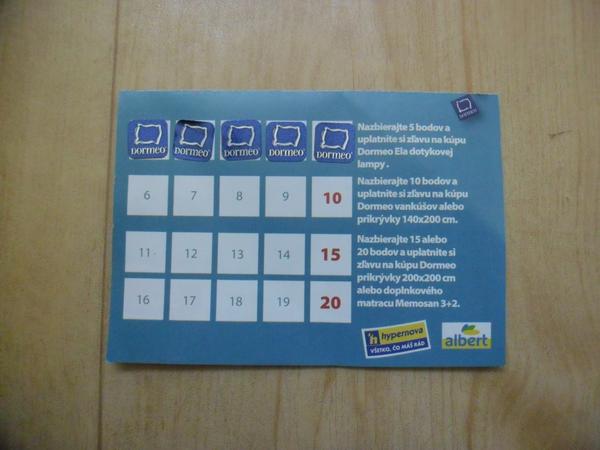 DORMEO DORMEO DORMEO DORMEO DORMEO
Nazbierajte 5 bodov a
uplatnite si zľavu na kúpu
Dormeo Ela dotykovej
lampy .
6 7 8 9 10
Nazbierajte 10 bodov a
uplatnite si zľavu na kúpu
Dormeo vankúšov alebo
prikrývky 140x200 cm.
11 12 13 14 15
16 17 18 19 20
Nazbierajte 15 alebo
20 bodov a uplatnite si
zľavu na kúpu Dormeo
prikrývky 200x200 cm
alebo doplnkového
matracu Memosan 3+2.
h hypernova
VŠETKO, ČO MÁŠ RÁD
albert